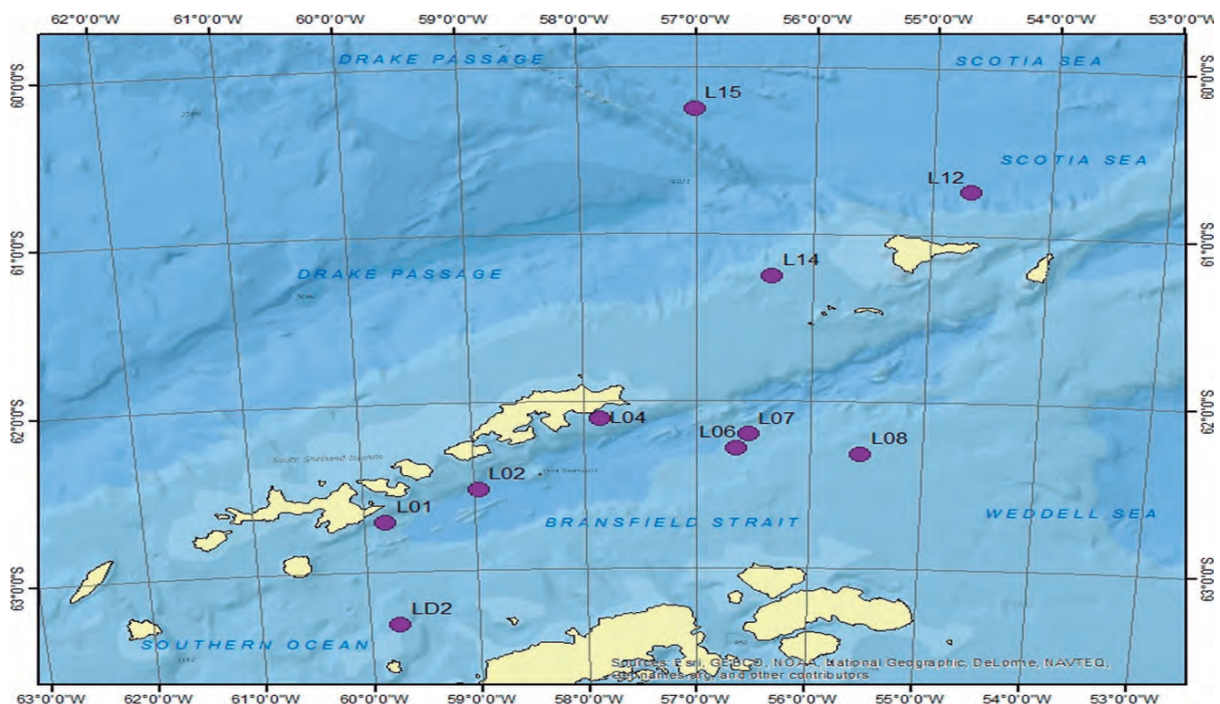 62°0'0"W 61°0'0"W 60°0'0"W 59°0'0"W 58°0'0"W 57°0'0"W 56°0'0"W 55°0'0"W 54°0'0"W 53°0'0"W
DRAKE PASSAGE
SCOTIA SEA
60°0'0"S
60°0'0"S
L15
SCOTIA SEA
L12
61°0'0"S
61°0'0"S
L14
DRAKE PASSAGE
62°0'0"S
62°0'0"S
L04
L07
L06
L08
South Shetland Islands
L02
L01
BRANSFIELD STRAIT
WEDDELL SEA
63°0'0"S
63°0'0"S
LD2
SOUTHERN OCEAN
Sources: Esri, GEBCO, NOAA, National Geographic, DeLorme, NAVTEQ,
Geonames.org, and other contributors
63°0'0"W 62°0'0"W 61°0'0"W 60°0'0"W 59°0'0"W 58°0'0"W 57°0'0"W 56°0'0"W 55°0'0"W 54°0'0"W 53°0'0"W